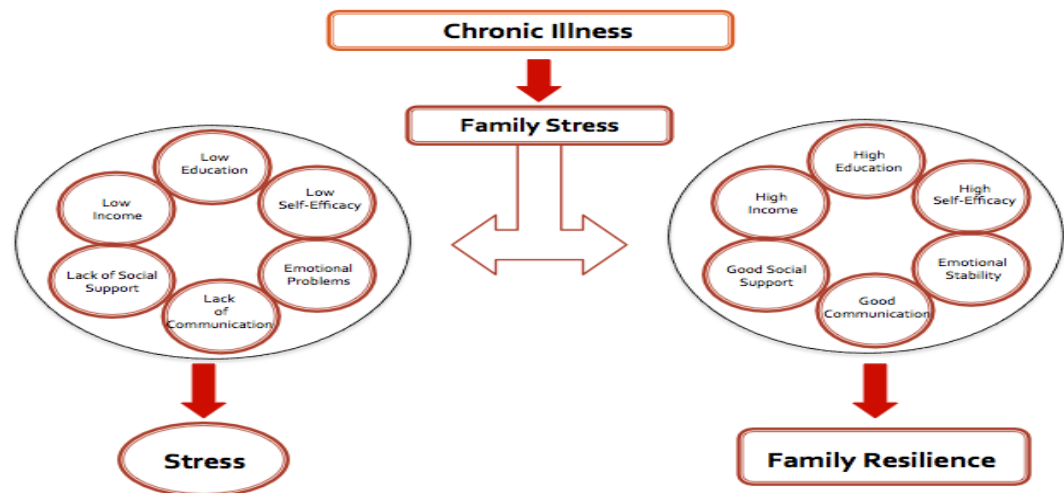 Chronic Illness
Family Stress
Low
Education
Low
Self-Efficacy
Emotional
Problems
Lack
of
Communication
Lack of Social
Support
Low
Income
High
Education
High
Self-Efficacy
Emotional
Stability
Good
Communication
Good Social
Support
High
Income
Stress
Family Resilience